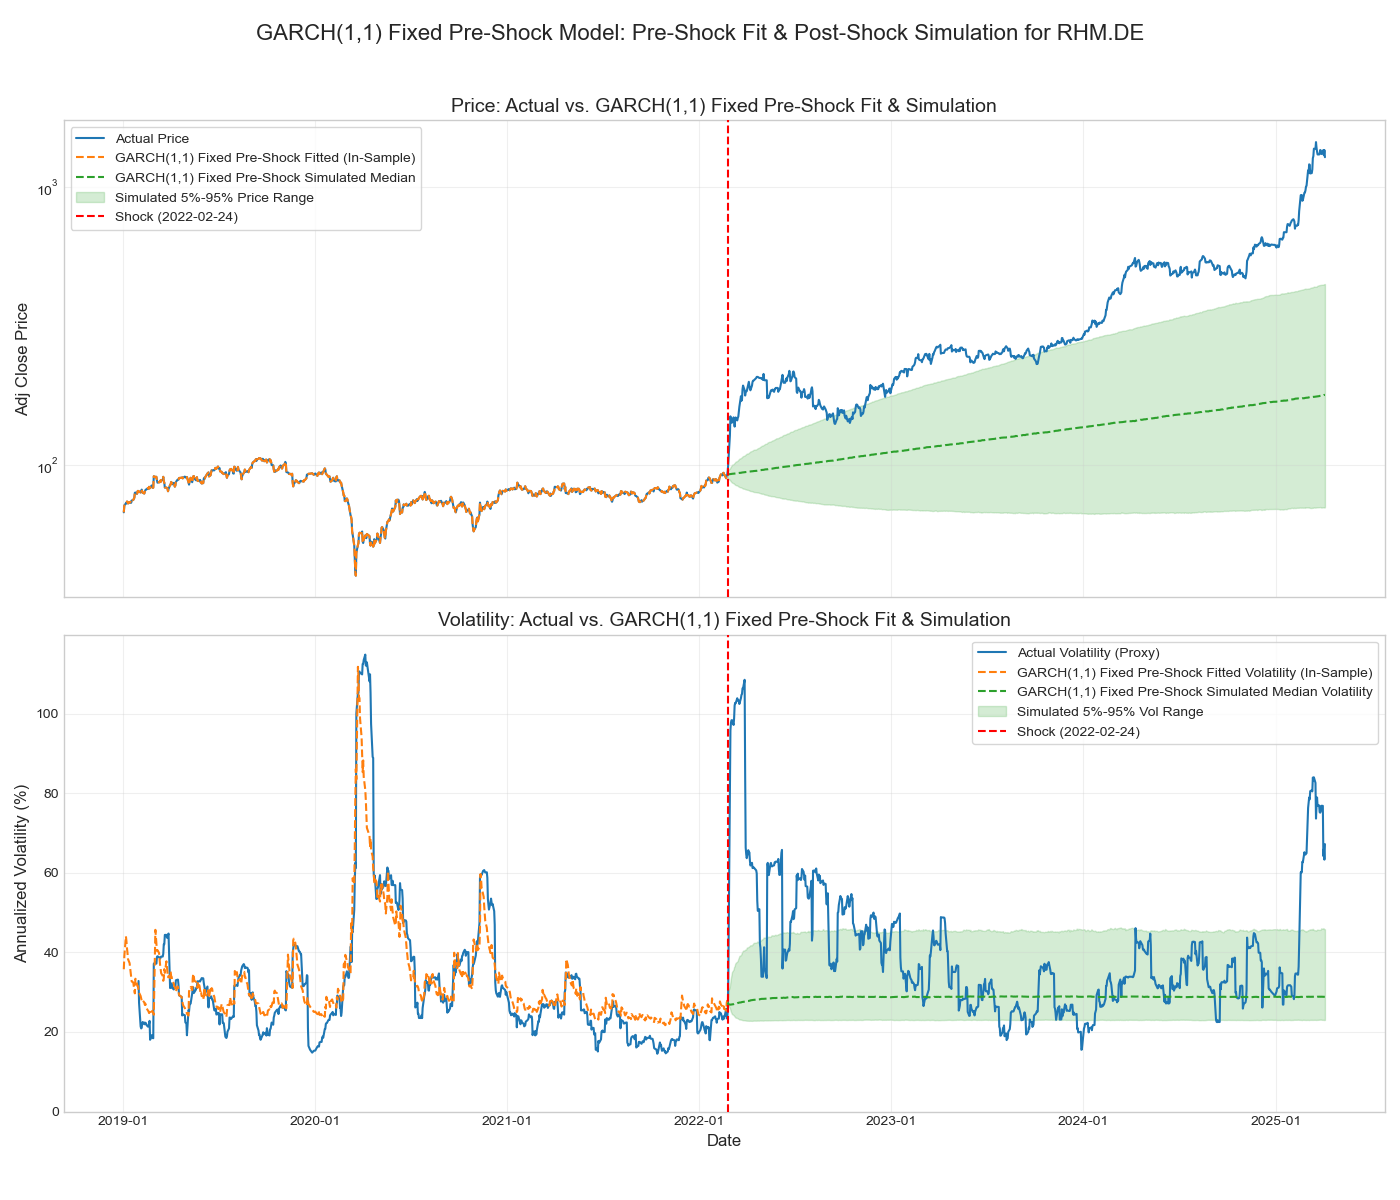 GARCH(1,1) Fixed Pre-Shock Model: Pre-Shock Fit & Post-Shock Simulation for RHM.DE
Price: Actual vs. GARCH(1,1) Fixed Pre-Shock Fit & Simulation
Actual Price
GARCH(1,1) Fixed Pre-Shock Fitted (In-Sample)
GARCH(1,1) Fixed Pre-Shock Simulated Median
Simulated 5%-95% Price Range
Shock (2022-02-24)
10³
10²
Adj Close Price
Volatility: Actual vs. GARCH(1,1) Fixed Pre-Shock Fit & Simulation
Actual Volatility (Proxy)
GARCH(1,1) Fixed Pre-Shock Fitted Volatility (In-Sample)
GARCH(1,1) Fixed Pre-Shock Simulated Median Volatility
Simulated 5%-95% Vol Range
Shock (2022-02-24)
100
80
60
40
20
0
Annualized Volatility (%)
2019-01 2020-01 2021-01 2022-01 2023-01 2024-01 2025-01
Date